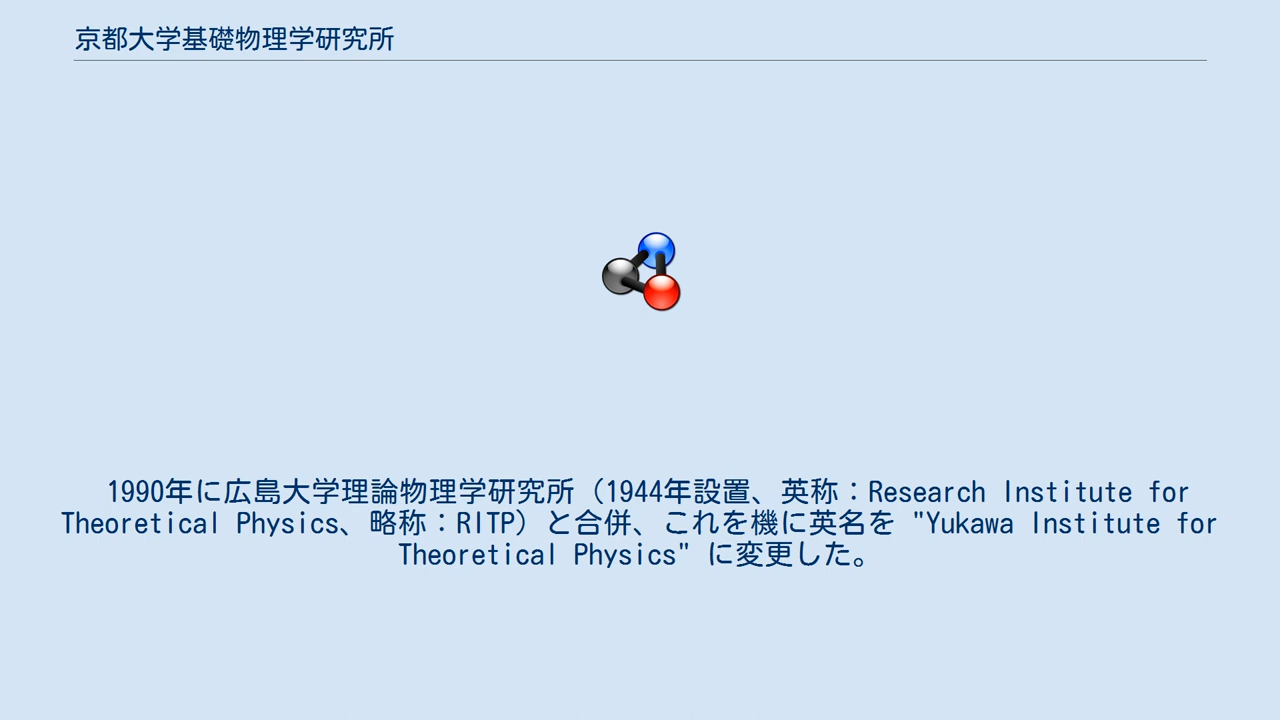 京都大学基礎物理学研究所
1990年に広島大学理論物理学研究所（1944年設置、英称：Research Institute for
Theoretical Physics、略称：RITP）と合併、これを機に英名を "Yukawa Institute for
Theoretical Physics" に変更した。